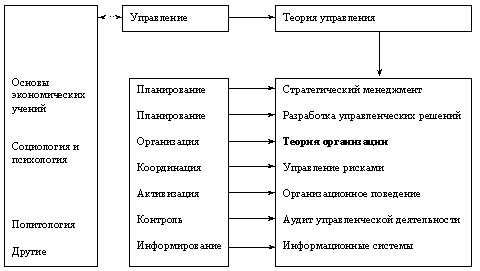 Управление
Теория управления
Основы
экономических
учений
Социология и
психология
Политология
Другие
Планирование
Планирование
Организация
Координация
Активизация
Контроль
Информирование
Стратегический менеджмент
Разработка управленческих решений
Теория организации
Управление рисками
Организационное поведение
Аудит управленческой деятельности
Информационные системы